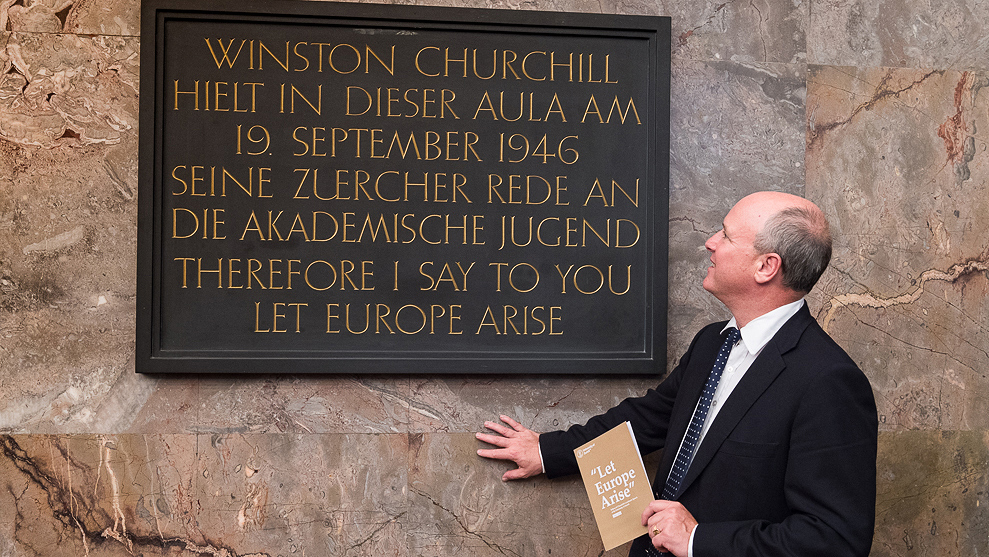 WINSTON CHURCHILL
HIELT IN DIESER AULA AM
19. SEPTEMBER 1946
SEINE ZUERCHER REDE AN
DIE AKADEMISCHE JUGEND
THEREFORE I SAY TO YOU
LET EUROPE ARISE
“Let
Europe
Arise”